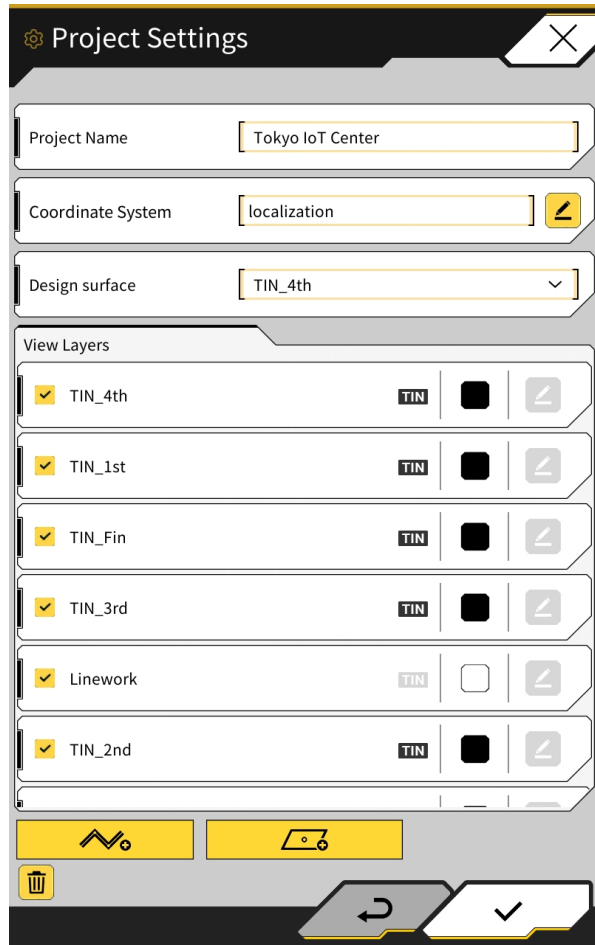 Project Settings
Project Name
Tokyo IoT Center
Coordinate System
localization
Design surface
TIN_4th
View Layers
TIN_4th TIN
TIN_1st TIN
TIN_Fin TIN
TIN_3rd TIN
Linework TIN
TIN_2nd TIN